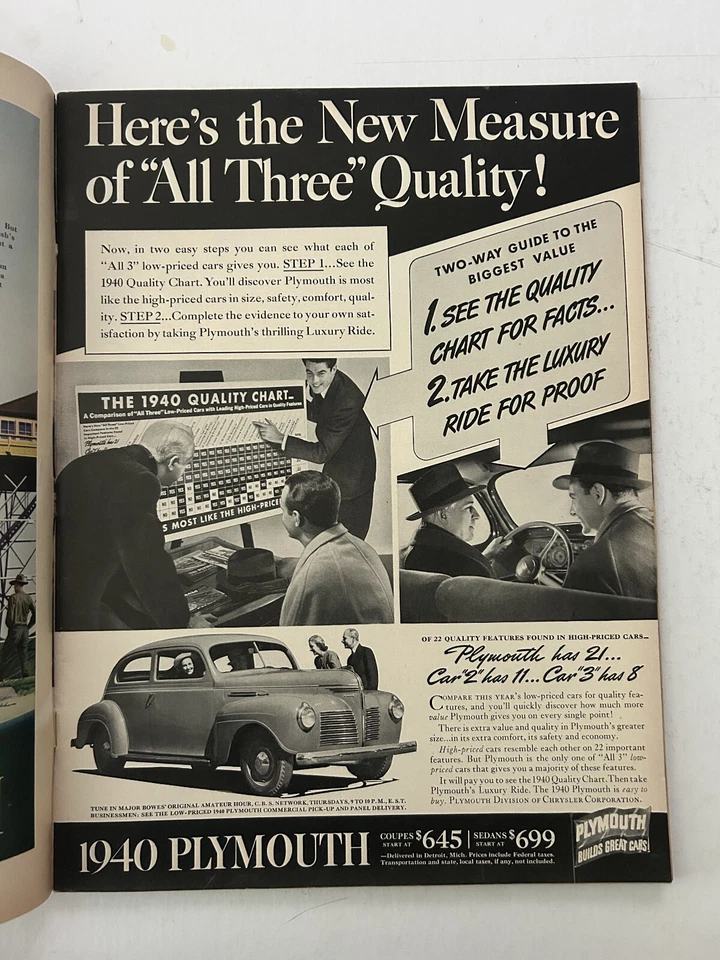 Here's the New Measure
of "All Three" Quality!
Now, in two easy steps you can see what each of
"All 3" low-priced cars gives you. STEP 1...See the
1940 Quality Chart. You'll discover Plymouth is most
like the high-priced cars in size, safety, comfort, qual-
ity. STEP 2...Complete the evidence to your own sat-
isfaction by taking Plymouth's thrilling Luxury Ride.
TWO-WAY GUIDE TO THE
BIGGEST VALUE
1. SEE THE QUALITY
CHART FOR FACTS...
2. TAKE THE LUXURY
RIDE FOR PROOF
THE 1940 QUALITY CHART—
A Comparison of "All Three" Low-Priced Cars with Leading High-Priced Cars in Quality Features
S MOST LIKE THE HIGH-PRICE
OF 22 QUALITY FEATURES FOUND IN HIGH-PRICED CARS—
Plymouth has 21...
Car "2" has 11... Car "3" has 8
COMPARE THIS YEAR's low-priced cars for quality fea-
tures, and you'll quickly discover how much more
value Plymouth gives you on every single point!
There is extra value and quality in Plymouth's greater
size...in its extra comfort, its safety and economy.
High-priced cars resemble each other on 22 important
features. But Plymouth is the only one of "All 3" low-
priced cars that gives you a majority of these features.
It will pay you to see the 1940 Quality Chart. Then take
Plymouth's Luxury Ride. The 1940 Plymouth is easy to
buy. PLYMOUTH DIVISION OF CHRYSLER CORPORATION.
TUNE IN MAJOR BOWES' ORIGINAL AMATEUR HOUR, C.B.S. NETWORK, THURSDAYS, 9 TO 10 P.M., E.S.T.
BUSINESSMEN: SEE THE LOW-PRICED 1940 PLYMOUTH COMMERCIAL PICK-UP AND PANEL DELIVERY.
1940 PLYMOUTH
COUPES START AT $645 | SEDANS START AT $699
—Delivered in Detroit, Mich. Prices include Federal taxes.
Transportation and state, local taxes, if any, not included.
PLYMOUTH
BUILDS GREAT CARS
But